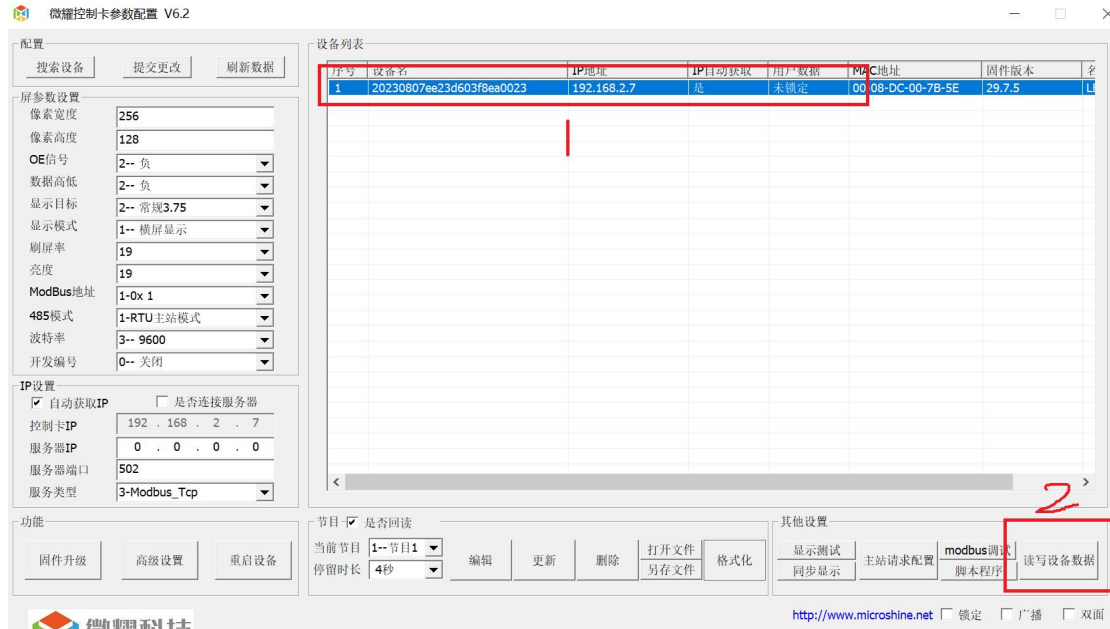 微耀控制卡参数配置 V6.2
配置
搜索设备 提交更改 刷新数据
屏参数设置
像素宽度 256
像素高度 128
OE信号 2-- 负
数据高低 2-- 负
显示目标 2-- 常规3.75
显示模式 1-- 横屏显示
刷屏率 19
亮度 19
ModBus地址 1-0x 1
485模式 1-RTU主站模式
波特率 3-- 9600
开发编号 0-- 关闭
IP设置
自动获取IP 是否连接服务器
控制卡IP 192 . 168 . 2 . 7
服务器IP 0 . 0 . 0 . 0
服务器端口 502
服务类型 3-Modbus_Tcp
功能
固件升级 高级设置 重启设备
设备列表
序号 设备名 IP地址 IP自动获取 用户数据 MAC地址 固件版本
1 20230807ee23d603f8ea0023 192.168.2.7 是 未锁定 00-08-DC-00-7B-5E 29.7.5
1
节目 是否回读
当前节目 1--节目1
停留时长 4秒
编辑 更新 删除
打开文件
另存文件
格式化
2
其他设置
显示测试
同步显示
主站请求配置
modbus调试
脚本程序
读写设备数据
http://www.microshine.net 锁定 广播 双面
微耀科技